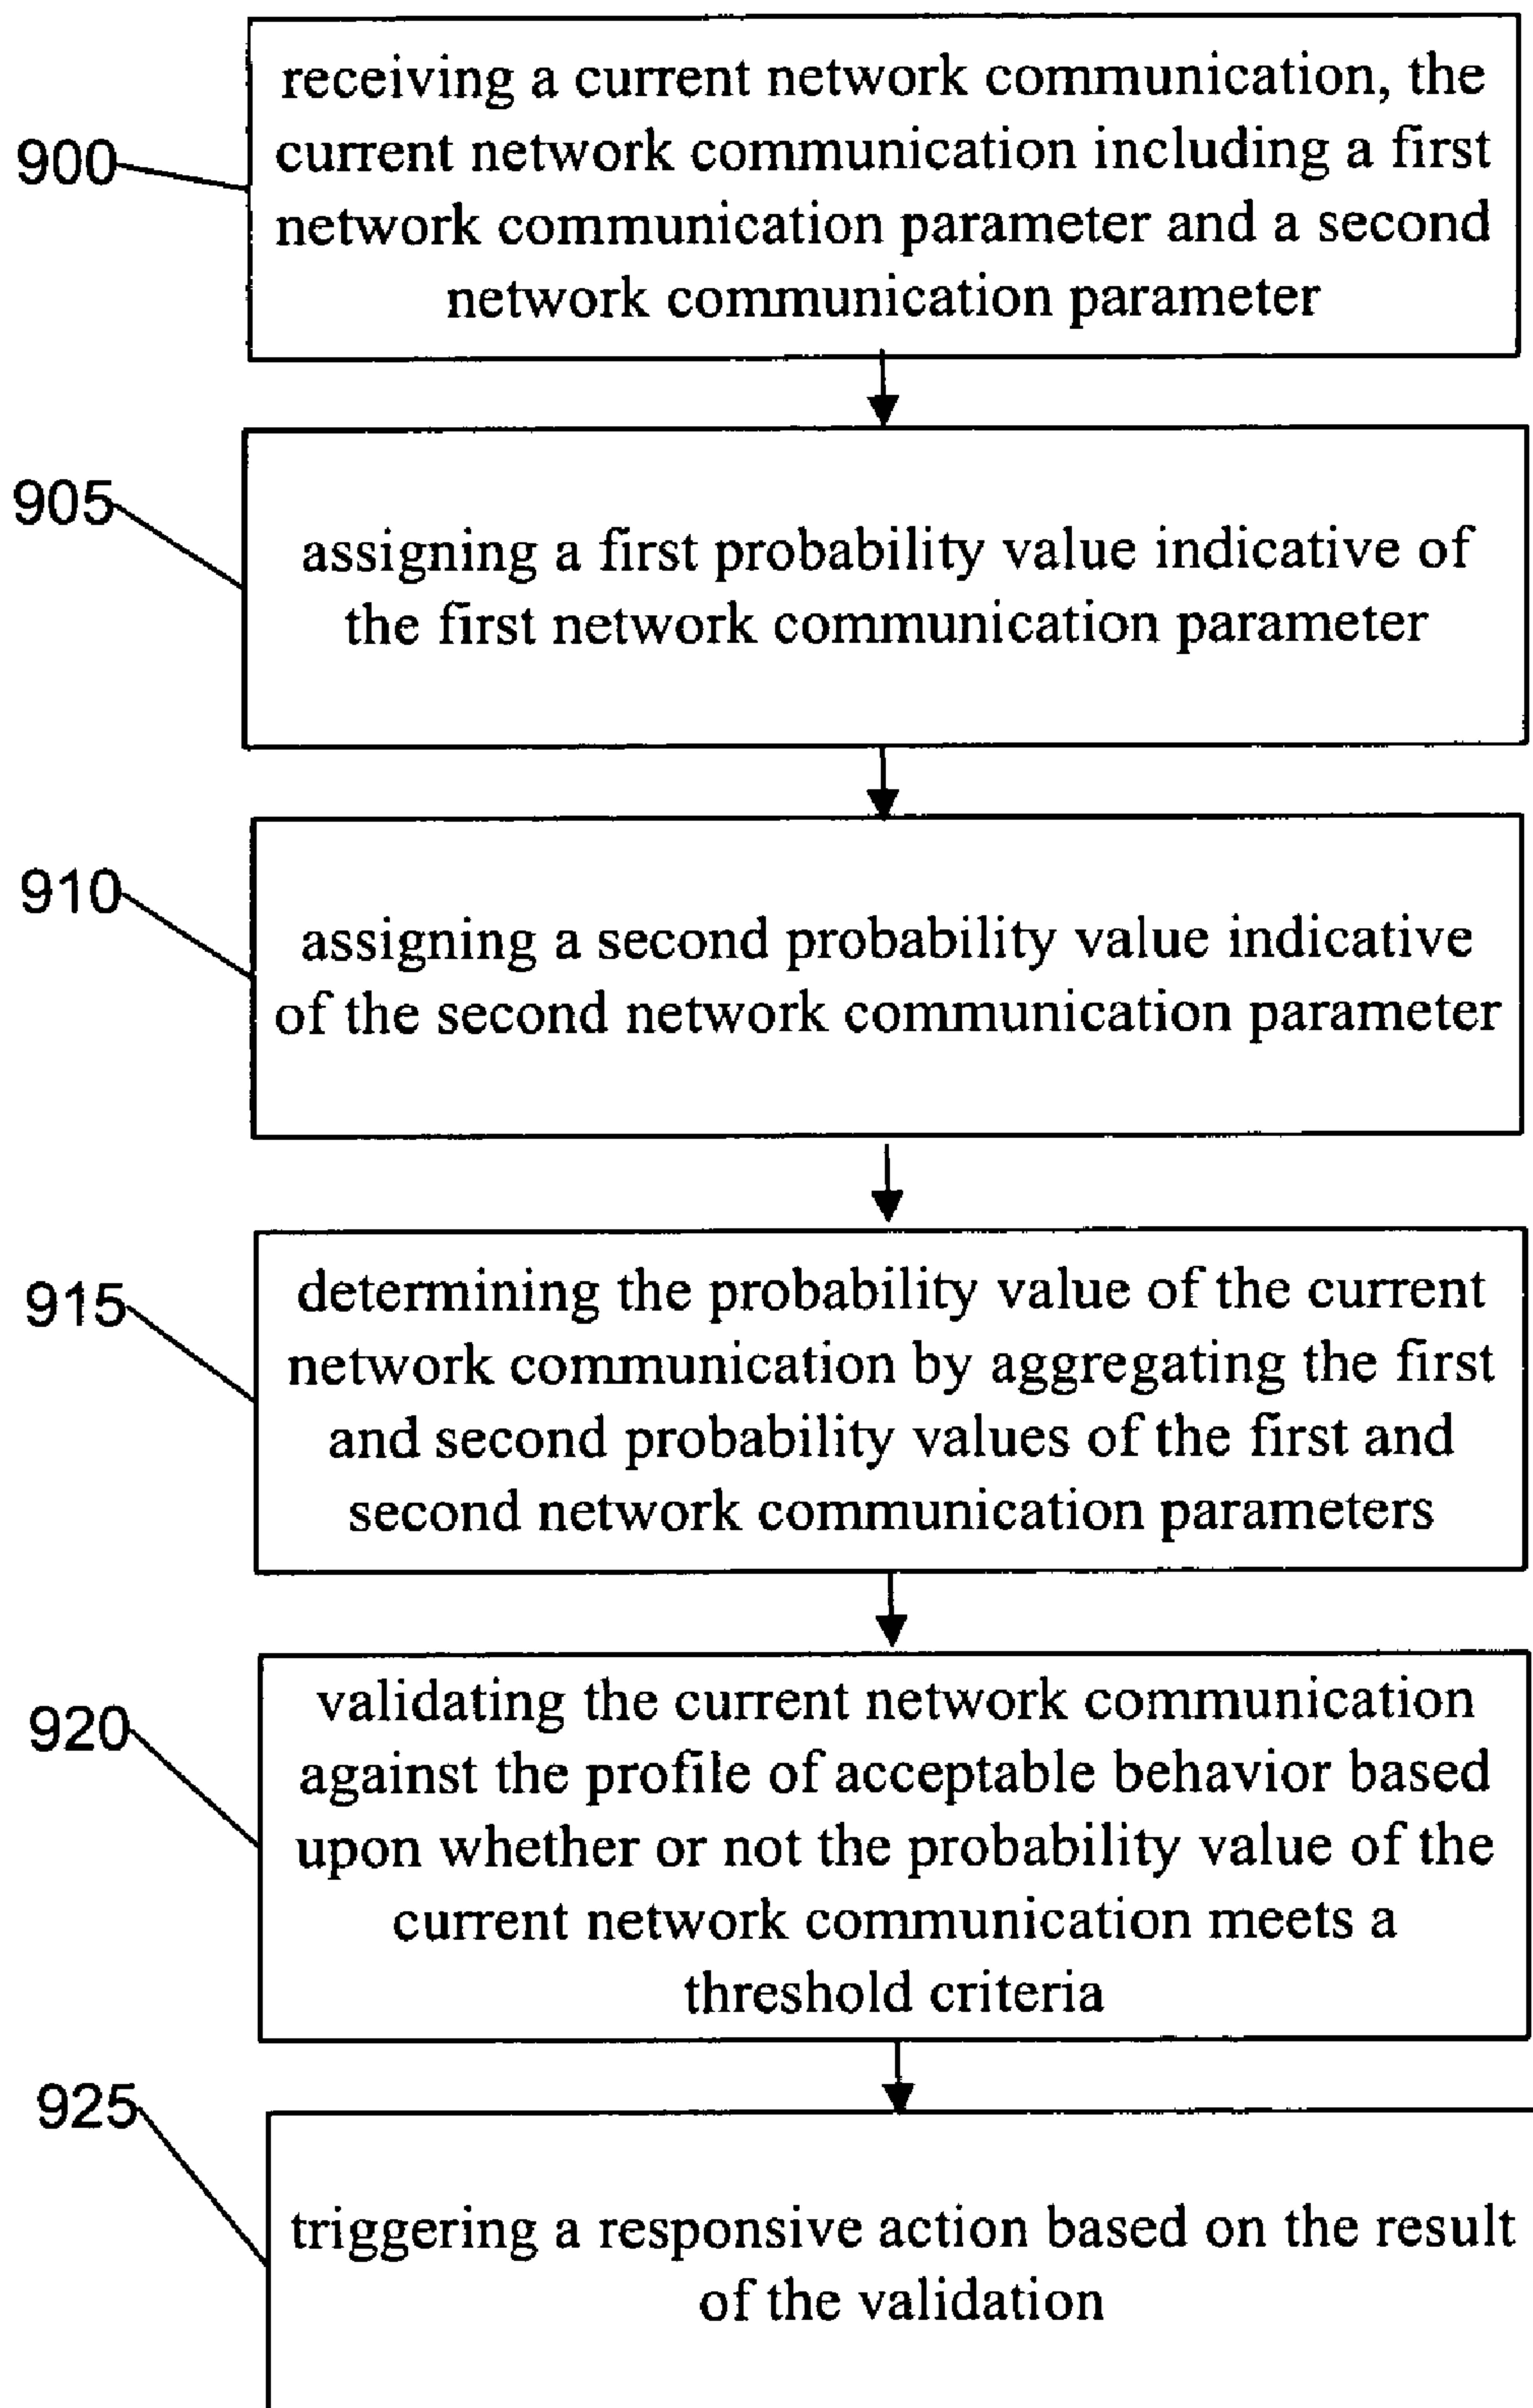 900
receiving a current network communication, the
current network communication including a first
network communication parameter and a second
network communication parameter
905
assigning a first probability value indicative of
the first network communication parameter
910
assigning a second probability value indicative
of the second network communication parameter
915
determining the probability value of the current
network communication by aggregating the first
and second probability values of the first and
second network communication parameters
920
validating the current network communication
against the profile of acceptable behavior based
upon whether or not the probability value of the
current network communication meets a
threshold criteria
925
triggering a responsive action based on the result
of the validation